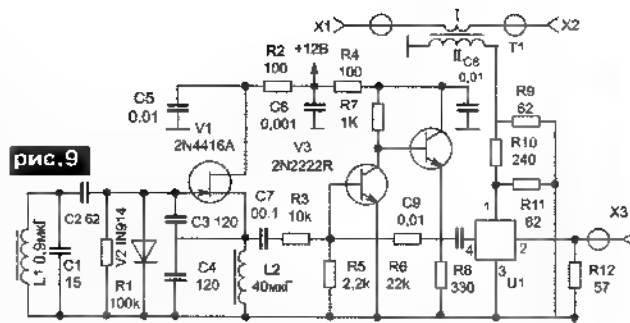 X1
I
X2
R2
100
+12В
R4
100
II
T1
C8
0,01
C5
0.01
C6
0,001
R7
1K
R9
62
V1
2N4416A
V3
2N2222R
R10
240
рис.9
C2 62
V2 IN914
C3 120
C7
00.1
R3
10k
C9
0,01
1
R11
62
X3
L1 0,9мкГ
C1
15
R1
100k
C4
120
L2
40мкГ
R5
2,2k
R6
22k
4
2
R8
330
3
U1
R12
57